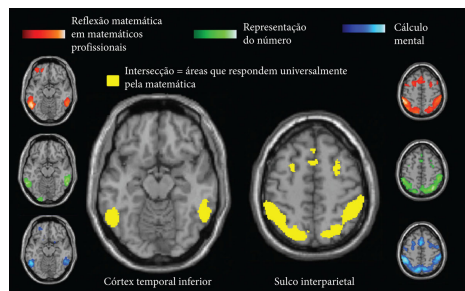 Reflexão matemática
em matemáticos
profissionais
Representação
do número
Cálculo
mental
Intersecção = áreas que respondem universalmente
pela matemática
Córtex temporal inferior
Sulco interparietal